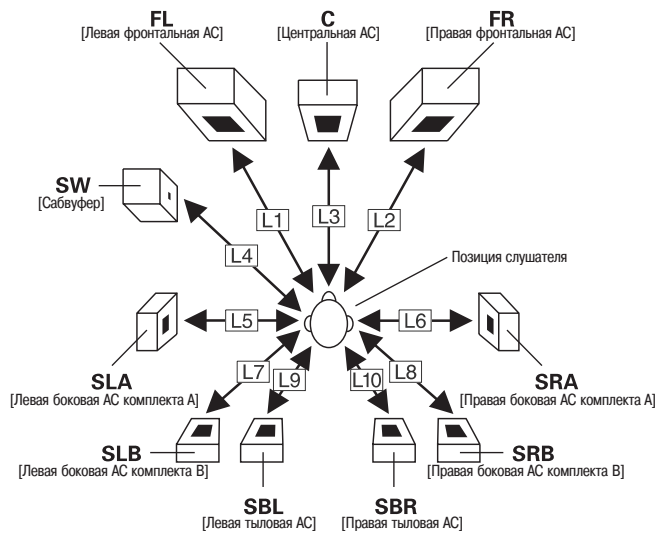 FL
[Левая фронтальная АС]
C
[Центральная АС]
FR
[Правая фронтальная АС]
SW
[Сабвуфер]
L1
L3
L2
L4
Позиция слушателя
L5
L6
SLA
[Левая боковая АС комплекта А]
L7
L9
L10
L8
SRA
[Правая боковая АС комплекта А]
SLB
[Левая боковая АС комплекта В]
SRB
[Правая боковая АС комплекта В]
SBL
[Левая тыловая АС]
SBR
[Правая тыловая АС]